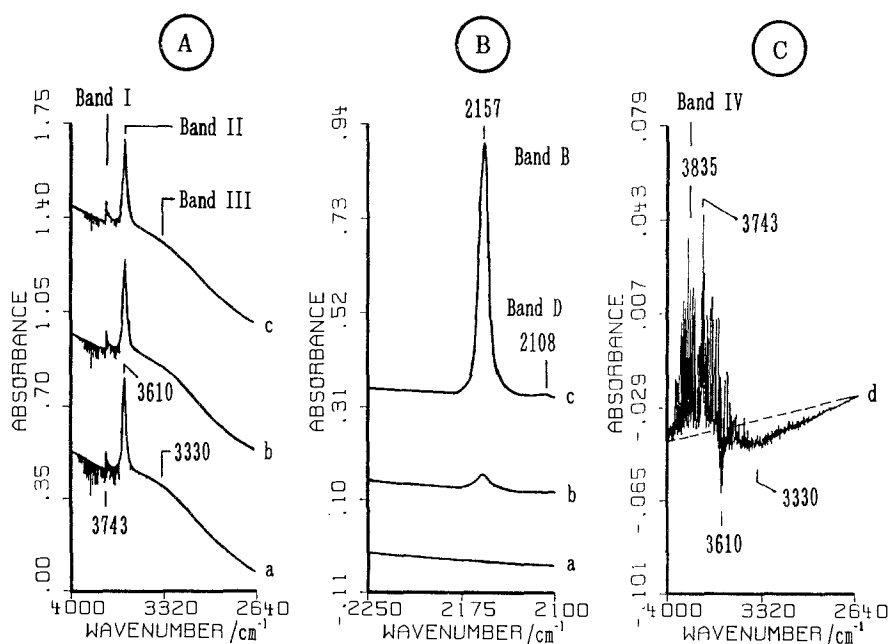 A
B
C
Band I
Band II
Band III
1.75
1.40
1.05
.70
.35
.00
ABSORBANCE
3610
3330
3743
c
b
a
4000
3320
2640
WAVENUMBER/cm⁻¹
2157
Band B
Band D
2108
.94
.73
.52
.31
.10
-.11
ABSORBANCE
c
b
a
2250
2175
2100
WAVENUMBER/cm⁻¹
Band IV
3835
3743
.079
.043
.007
-.029
-.065
-.101
ABSORBANCE
d
3330
3610
4000
3320
2640
WAVENUMBER/cm⁻¹